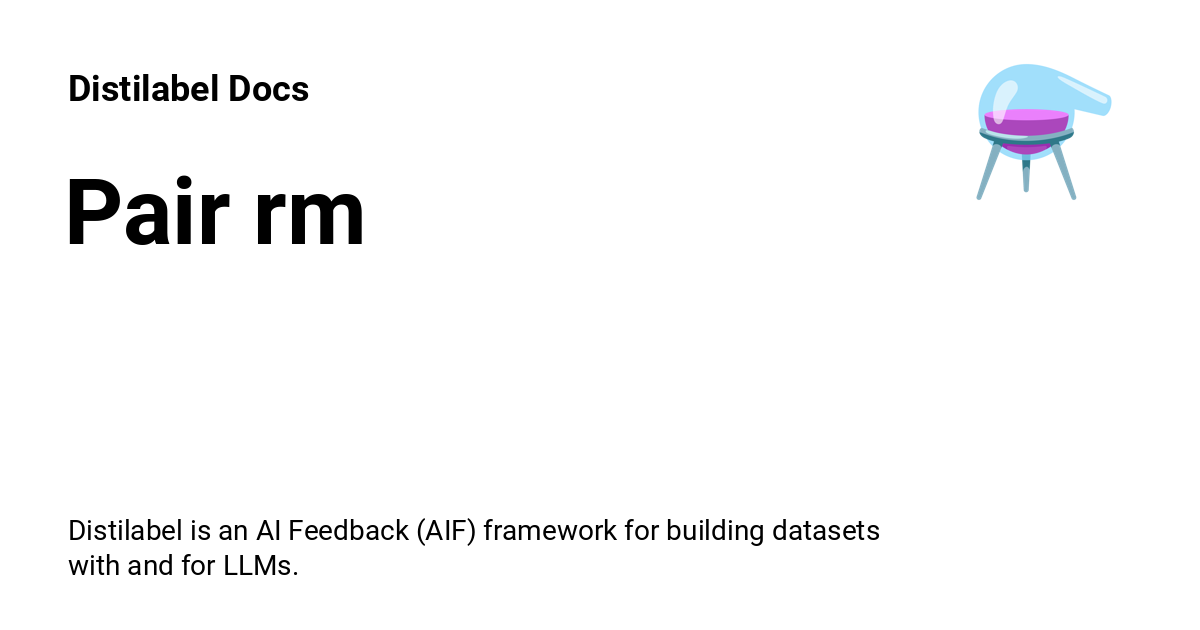 Distilabel Docs
Pair rm
Distilabel is an AI Feedback (AIF) framework for building datasets
with and for LLMs.